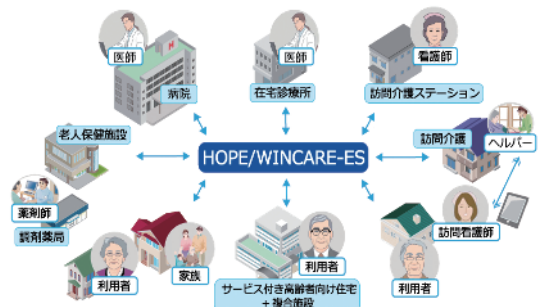 医師
医師
看護師
病院
在宅診療所
訪問介護ステーション
老人保健施設
HOPE/WINCARE-ES
訪問介護
ヘルパー
薬剤師
調剤薬局
訪問看護師
利用者
家族
利用者
利用者
サービス付き高齢者向け住宅
+ 複合施設